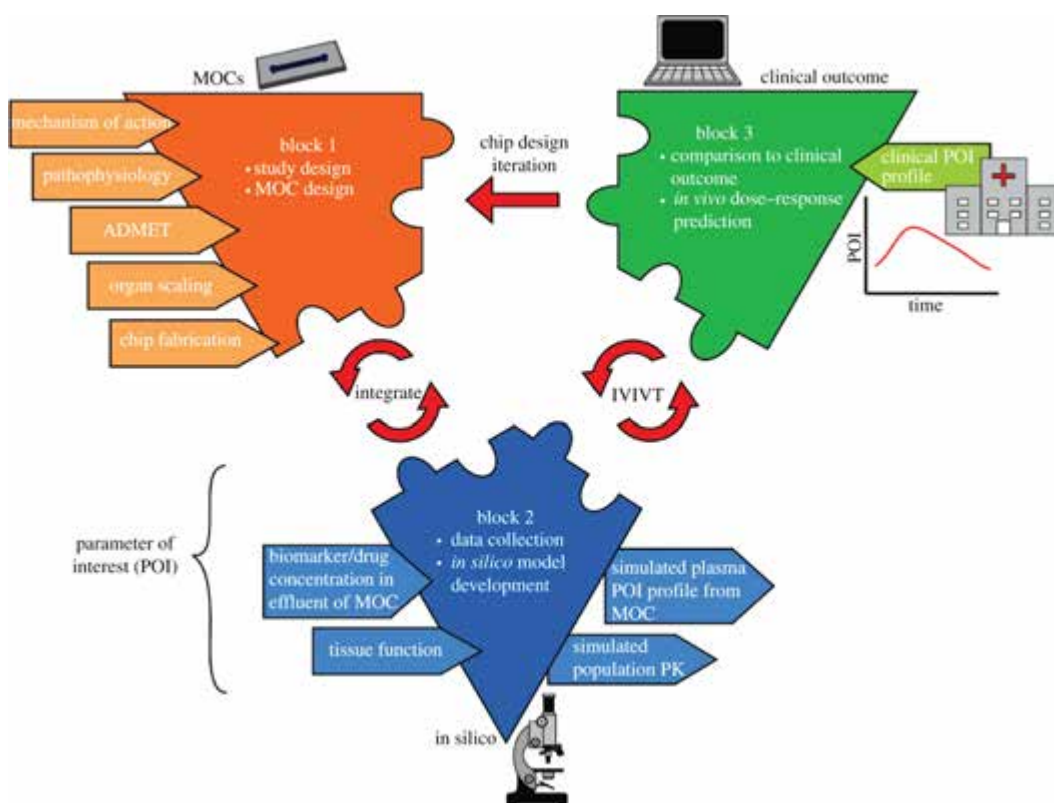 MOCs
mechanism of action
pathophysiology
ADMET
organ scaling
chip fabrication
block 1
• study design
• MOC design
chip design
iteration
clinical outcome
block 3
• comparison to clinical
outcome
• in vivo dose–response
prediction
clinical POI
profile
POI
time
integrate
IVIVT
parameter of
interest (POI)
block 2
• data collection
• in silico model
development
biomarker/drug
concentration in
effluent of MOC
tissue function
simulated plasma
POI profile from
MOC
simulated
population PK
in silico